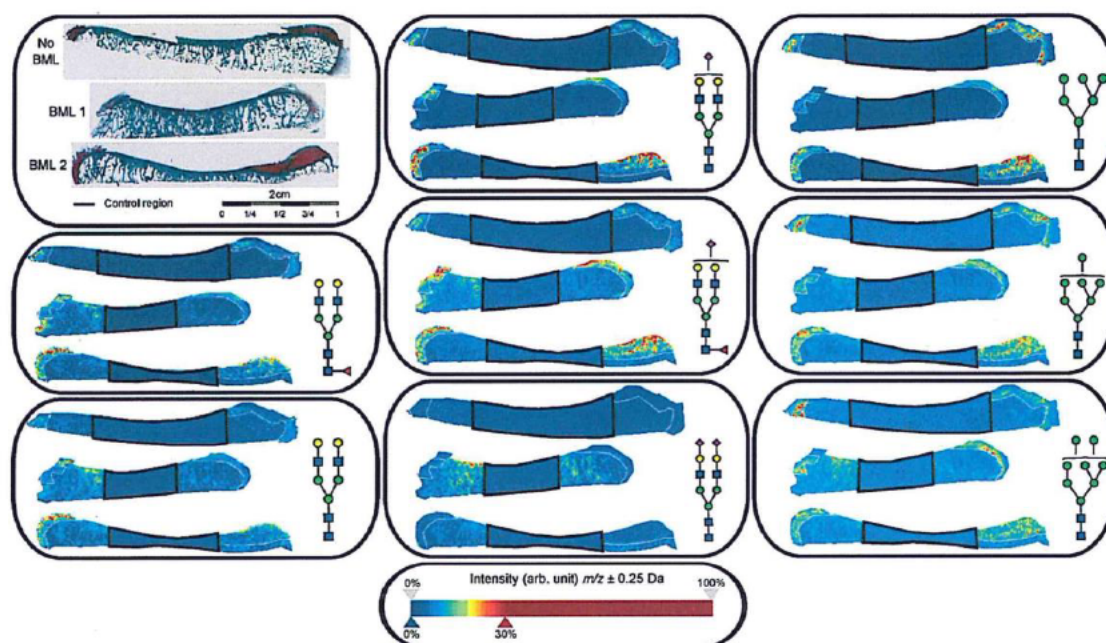 No
BML
BML 1
BML 2
2cm
Control region
0 1/4 1/2 3/4 1
Intensity (arb. unit) m/z ± 0.25 Da
0% 100%
0% 30%